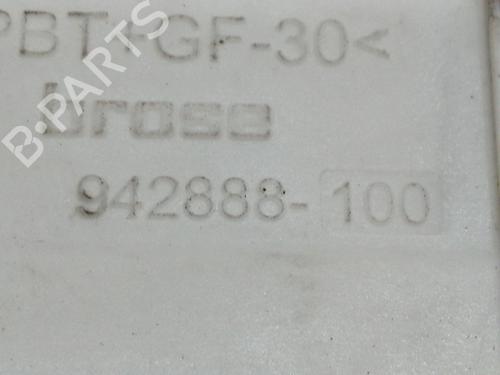 PBT+GF-30<
brose
942888-100
B-PARTS